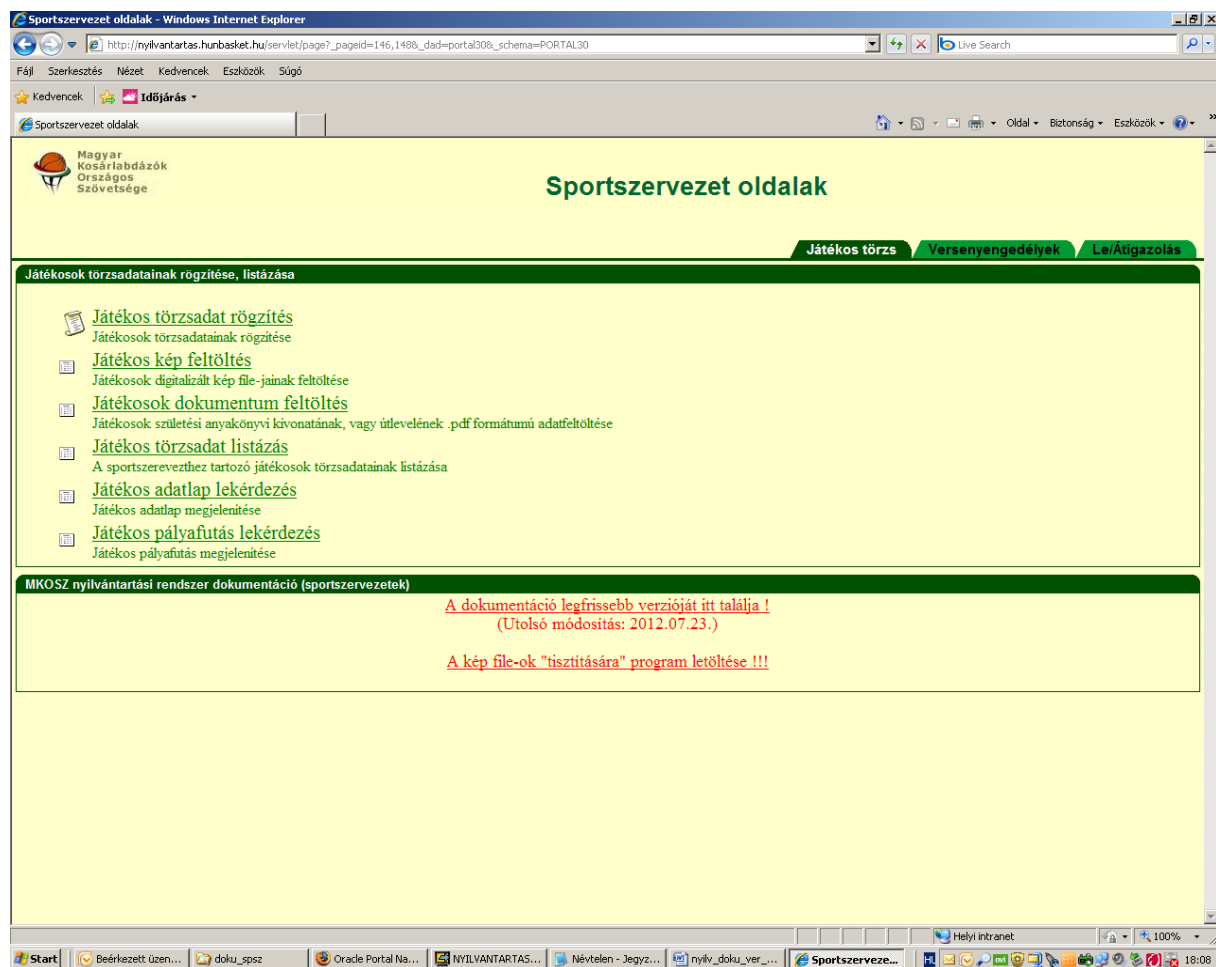 Sportszervezet oldalak - Windows Internet Explorer
http://nyilvantartas.hunbasket.hu/servlet/page?_pageid=146,148&_dad=portal30&_schema=PORTAL30
Live Search
Fájl Szerkesztés Nézet Kedvencek Eszközök Súgó
Kedvencek Időjárás
Sportszervezet oldalak
Oldal Biztonság Eszközök
Magyar
Kosárlabdázók
Országos
Szövetsége
Sportszervezet oldalak
Játékos törzs Versenyengedélyek Le/Átigazolás
Játékosok törzsadatainak rögzítése, listázása
Játékos törzsadat rögzítés
Játékosok törzsadatainak rögzítése
Játékos kép feltöltés
Játékosok digitalizált kép file-jainak feltöltése
Játékosok dokumentum feltöltés
Játékosok születési anyakönyvi kivonatának, vagy útlevelének .pdf formátumú adatfeltöltése
Játékos törzsadat listázás
A sportszerevezthez tartozó játékosok törzsadatainak listázása
Játékos adatlap lekérdezés
Játékos adatlap megjelenítése
Játékos pályafutás lekérdezés
Játékos pályafutás megjelenítése
MKOSZ nyilvántartási rendszer dokumentáció (sportszervezetek)
A dokumentáció legfrissebb verzióját itt találja !
(Utolsó módosítás: 2012.07.23.)
A kép file-ok "tisztítására" program letöltése !!!
Helyi intranet 100%
Start Beérkezett üzen... doku_spsz Oracle Portal Na... NYILVANTARTAS... Névtelen - Jegyz... nyilv_doku_ver_... Sportszerveze... HL 18:08